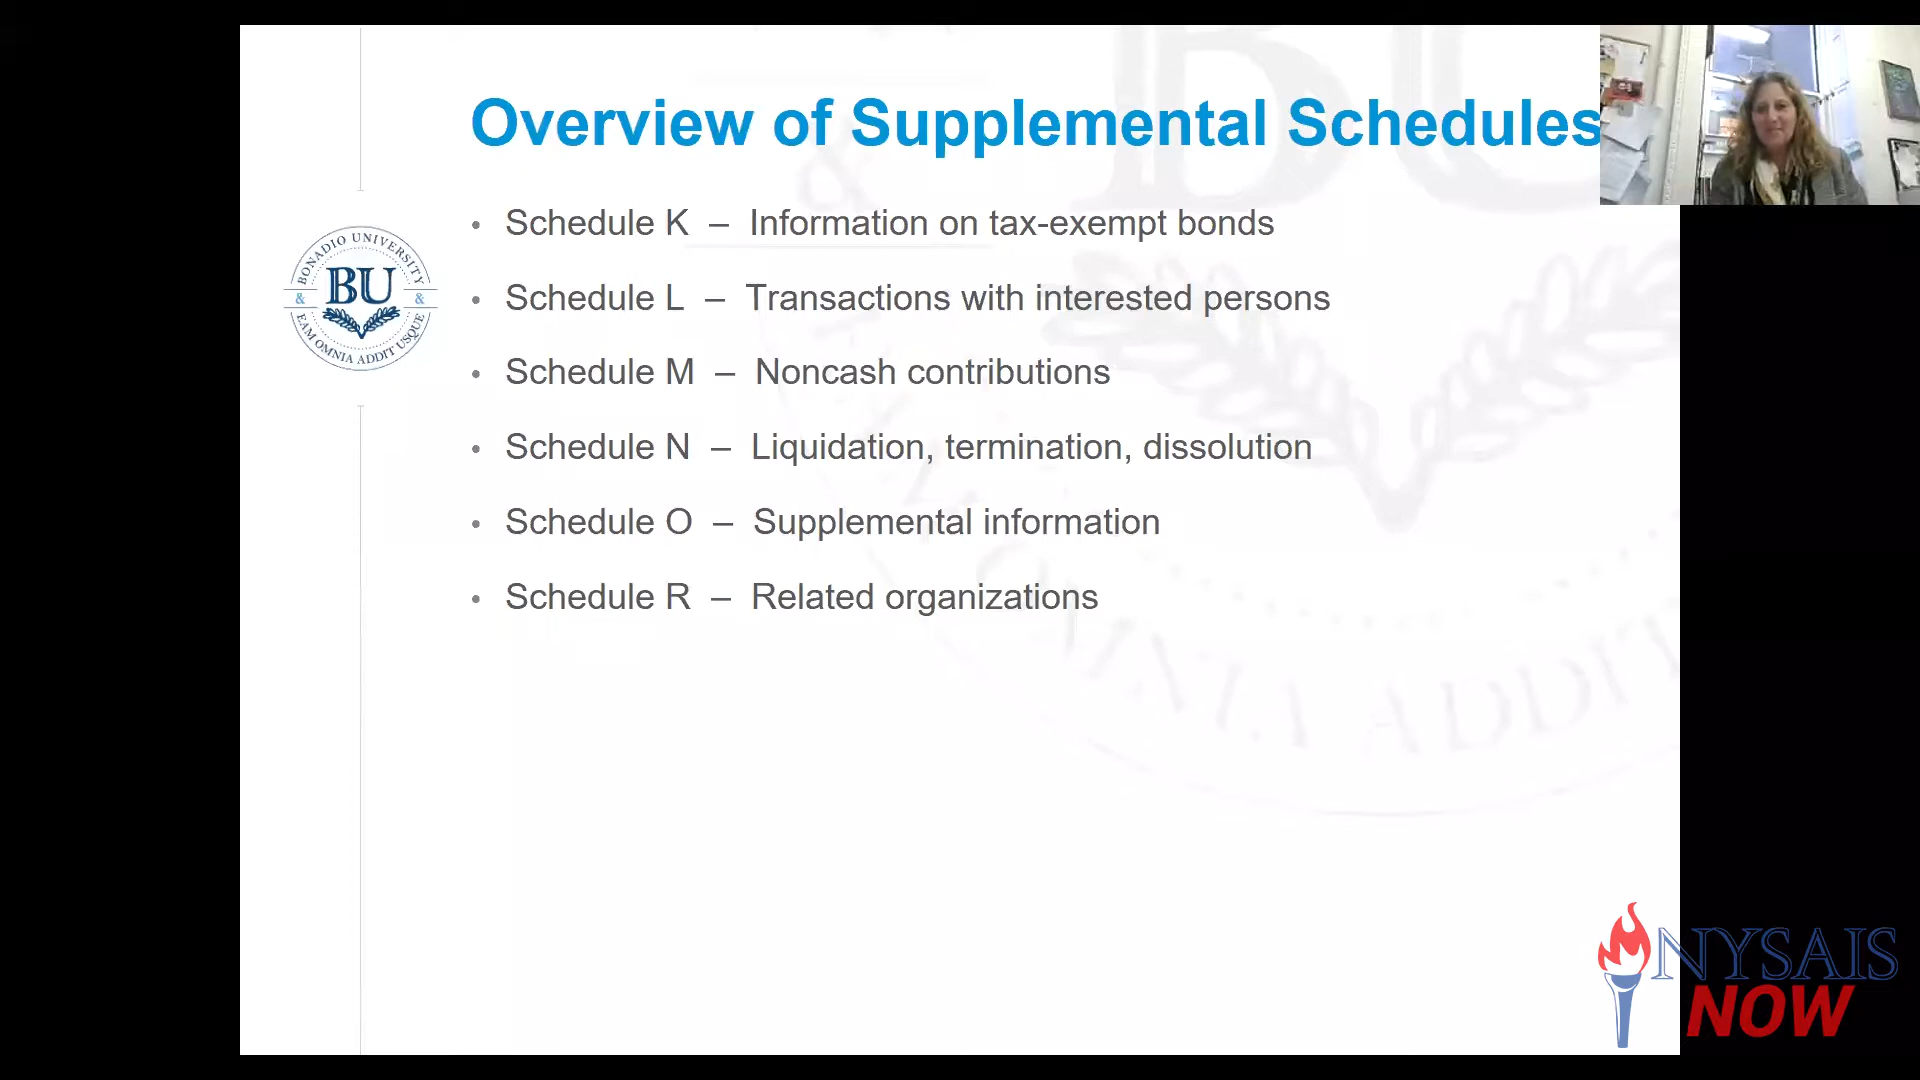 Overview of Supplemental Schedules
• Schedule K – Information on tax-exempt bonds
• Schedule L – Transactions with interested persons
• Schedule M – Noncash contributions
• Schedule N – Liquidation, termination, dissolution
• Schedule O – Supplemental information
• Schedule R – Related organizations
BONADIO UNIVERSITY
& BU &
EAM OMNIA ADDIT USQUE
NYSAIS
NOW